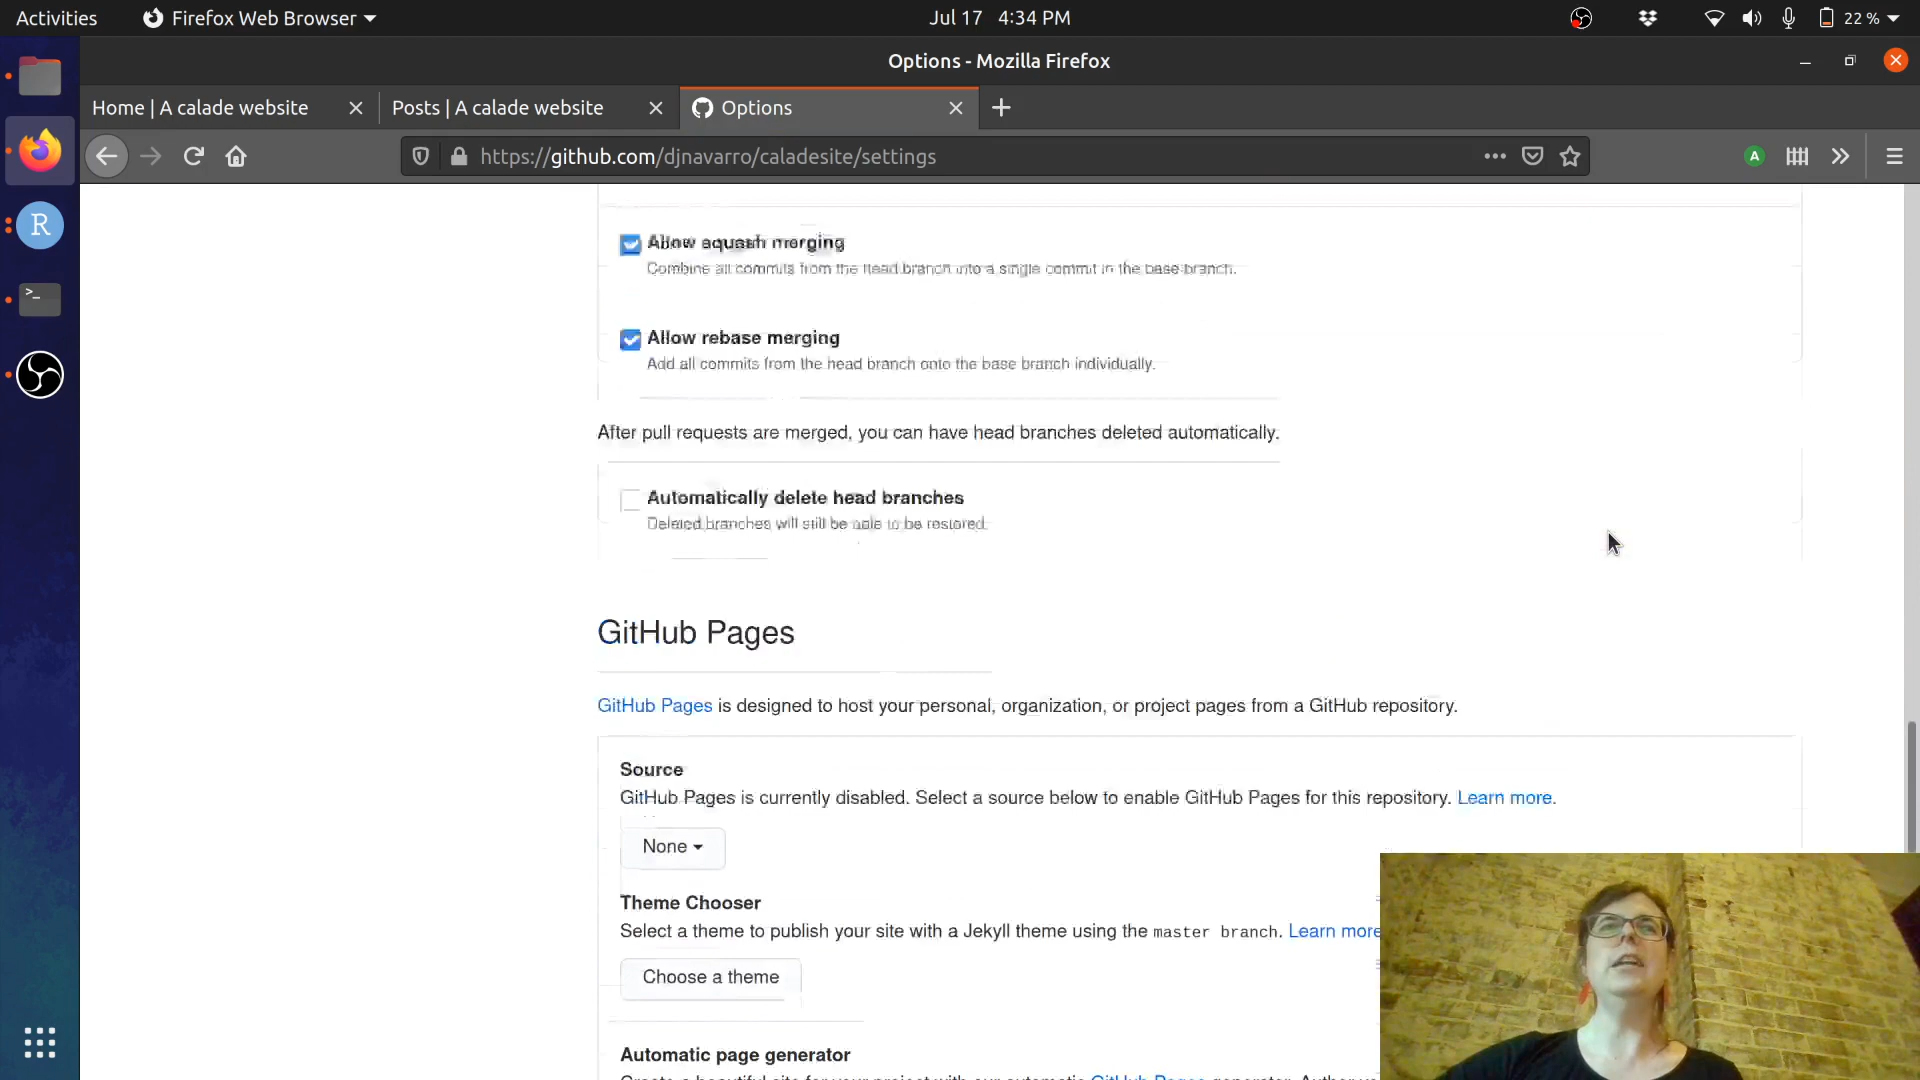 Activities
Firefox Web Browser
Jul 17 4:34 PM
22 %
Options - Mozilla Firefox
Home | A calade website
Posts | A calade website
Options
https://github.com/djnavarro/caladesite/settings
A
R
>_
Allow squash merging
Combine all commits from the head branch into a single commit in the base branch.
Allow rebase merging
Add all commits from the head branch onto the base branch individually.
After pull requests are merged, you can have head branches deleted automatically.
Automatically delete head branches
Deleted branches will still be able to be restored.
GitHub Pages
GitHub Pages is designed to host your personal, organization, or project pages from a GitHub repository.
Source
GitHub Pages is currently disabled. Select a source below to enable GitHub Pages for this repository. Learn more.
None
Theme Chooser
Select a theme to publish your site with a Jekyll theme using the master branch. Learn more
Choose a theme
Automatic page generator